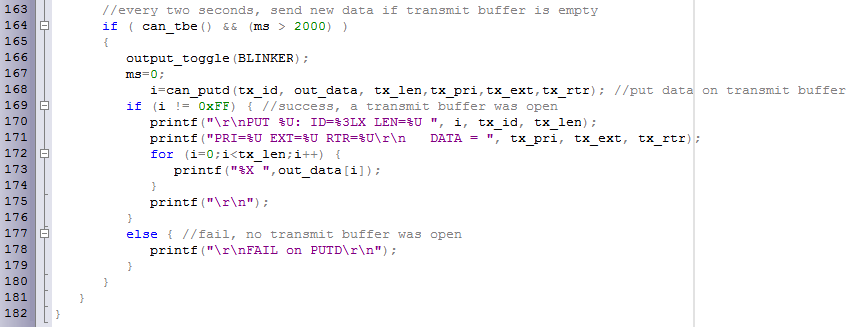 163 //every two seconds, send new data if transmit buffer is empty
164 if ( can_tbe() && (ms > 2000) )
165 {
166 output_toggle(BLINKER);
167 ms=0;
168 i=can_putd(tx_id, out_data, tx_len,tx_pri,tx_ext,tx_rtr); //put data on transmit buffer
169 if (i != 0xFF) { //success, a transmit buffer was open
170 printf("\r\nPUT %U: ID=%3LX LEN=%U ", i, tx_id, tx_len);
171 printf("PRI=%U EXT=%U RTR=%U\r\n   DATA = ", tx_pri, tx_ext, tx_rtr);
172 for (i=0;i<tx_len;i++) {
173 printf("%X ",out_data[i]);
174 }
175 printf("\r\n");
176 }
177 else { //fail, no transmit buffer was open
178 printf("\r\nFAIL on PUTD\r\n");
179 }
180 }
181 }
182 }